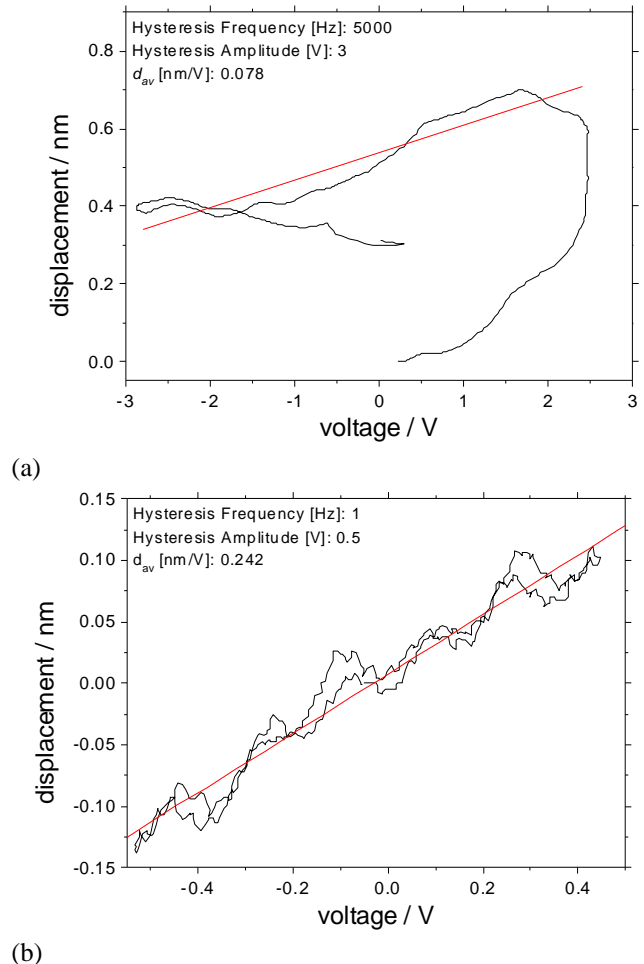 Hysteresis Frequency [Hz]: 5000
Hysteresis Amplitude [V]: 3
d_av [nm/V]: 0.078
0.8
0.6
0.4
0.2
0.0
displacement / nm
-3 -2 -1 0 1 2 3
voltage / V
(a)
Hysteresis Frequency [Hz]: 1
Hysteresis Amplitude [V]: 0.5
d_av [nm/V]: 0.242
0.15
0.10
0.05
0.00
-0.05
-0.10
-0.15
displacement / nm
-0.4 -0.2 0.0 0.2 0.4
voltage / V
(b)